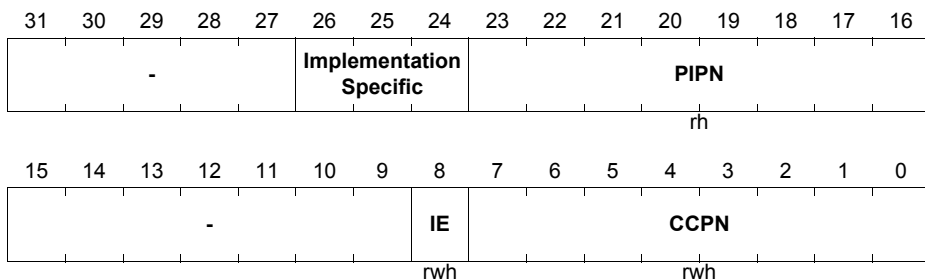 31 30 29 28 27 26 25 24 23 22 21 20 19 18 17 16
- Implementation Specific PIPN
rh
15 14 13 12 11 10 9 8 7 6 5 4 3 2 1 0
- IE CCPN
rwh rwh